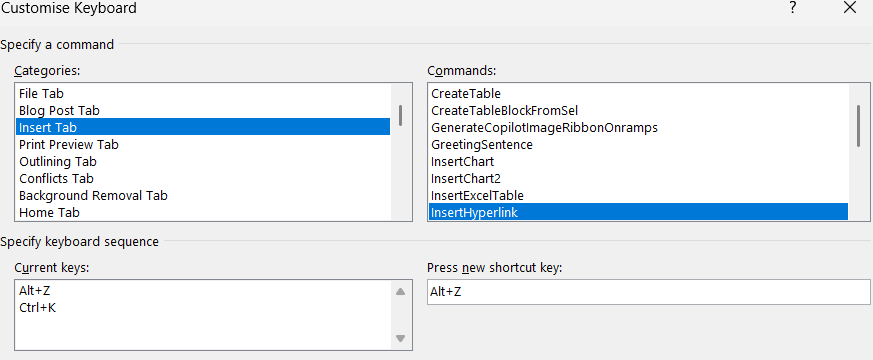 Customise Keyboard
?
Specify a command
Categories:
File Tab
Blog Post Tab
Insert Tab
Print Preview Tab
Outlining Tab
Conflicts Tab
Background Removal Tab
Home Tab
Commands:
CreateTable
CreateTableBlockFromSel
GenerateCopilotImageRibbonOnramps
GreetingSentence
InsertChart
InsertChart2
InsertExcelTable
InsertHyperlink
Specify keyboard sequence
Current keys:
Alt+Z
Ctrl+K
Press new shortcut key:
Alt+Z